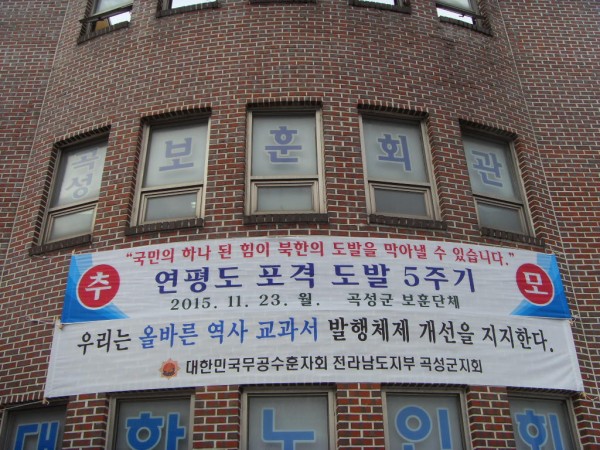 곡성 보훈회관
"국민의 하나 된 힘이 북한의 도발을 막아낼 수 있습니다."
추 연평도 포격 도발 5주기 모
2015. 11. 23. 월. 곡성군 보훈단체
우리는 올바른 역사 교과서 발행체제 개선을 지지한다.
대한민국무공수훈자회 전라남도지부 곡성군지회
대한노인회